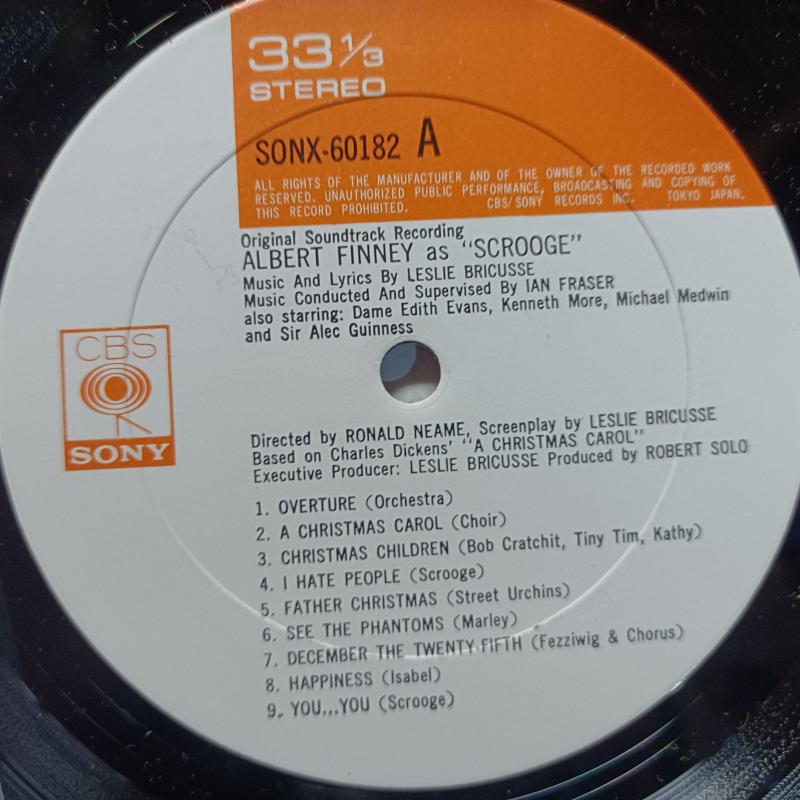 33 1/3
STEREO
SONX-60182 A
ALL RIGHTS OF THE MANUFACTURER AND OF THE OWNER OF THE RECORDED WORK
RESERVED. UNAUTHORIZED PUBLIC PERFORMANCE, BROADCASTING AND COPYING OF
THIS RECORD PROHIBITED. CBS/SONY RECORDS INC. TOKYO JAPAN.
Original Soundtrack Recording
ALBERT FINNEY as "SCROOGE"
Music And Lyrics By LESLIE BRICUSSE
Music Conducted And Supervised By IAN FRASER
also starring: Dame Edith Evans, Kenneth More, Michael Medwin
and Sir Alec Guinness
CBS
SONY
Directed by RONALD NEAME, Screenplay by LESLIE BRICUSSE
Based on Charles Dickens' "A CHRISTMAS CAROL"
Executive Producer: LESLIE BRICUSSE Produced by ROBERT SOLO
1. OVERTURE (Orchestra)
2. A CHRISTMAS CAROL (Choir)
3. CHRISTMAS CHILDREN (Bob Cratchit, Tiny Tim, Kathy)
4. I HATE PEOPLE (Scrooge)
5. FATHER CHRISTMAS (Street Urchins)
6. SEE THE PHANTOMS (Marley)
7. DECEMBER THE TWENTY-FIFTH (Fezziwig & Chorus)
8. HAPPINESS (Isabel)
9. YOU...YOU (Scrooge)